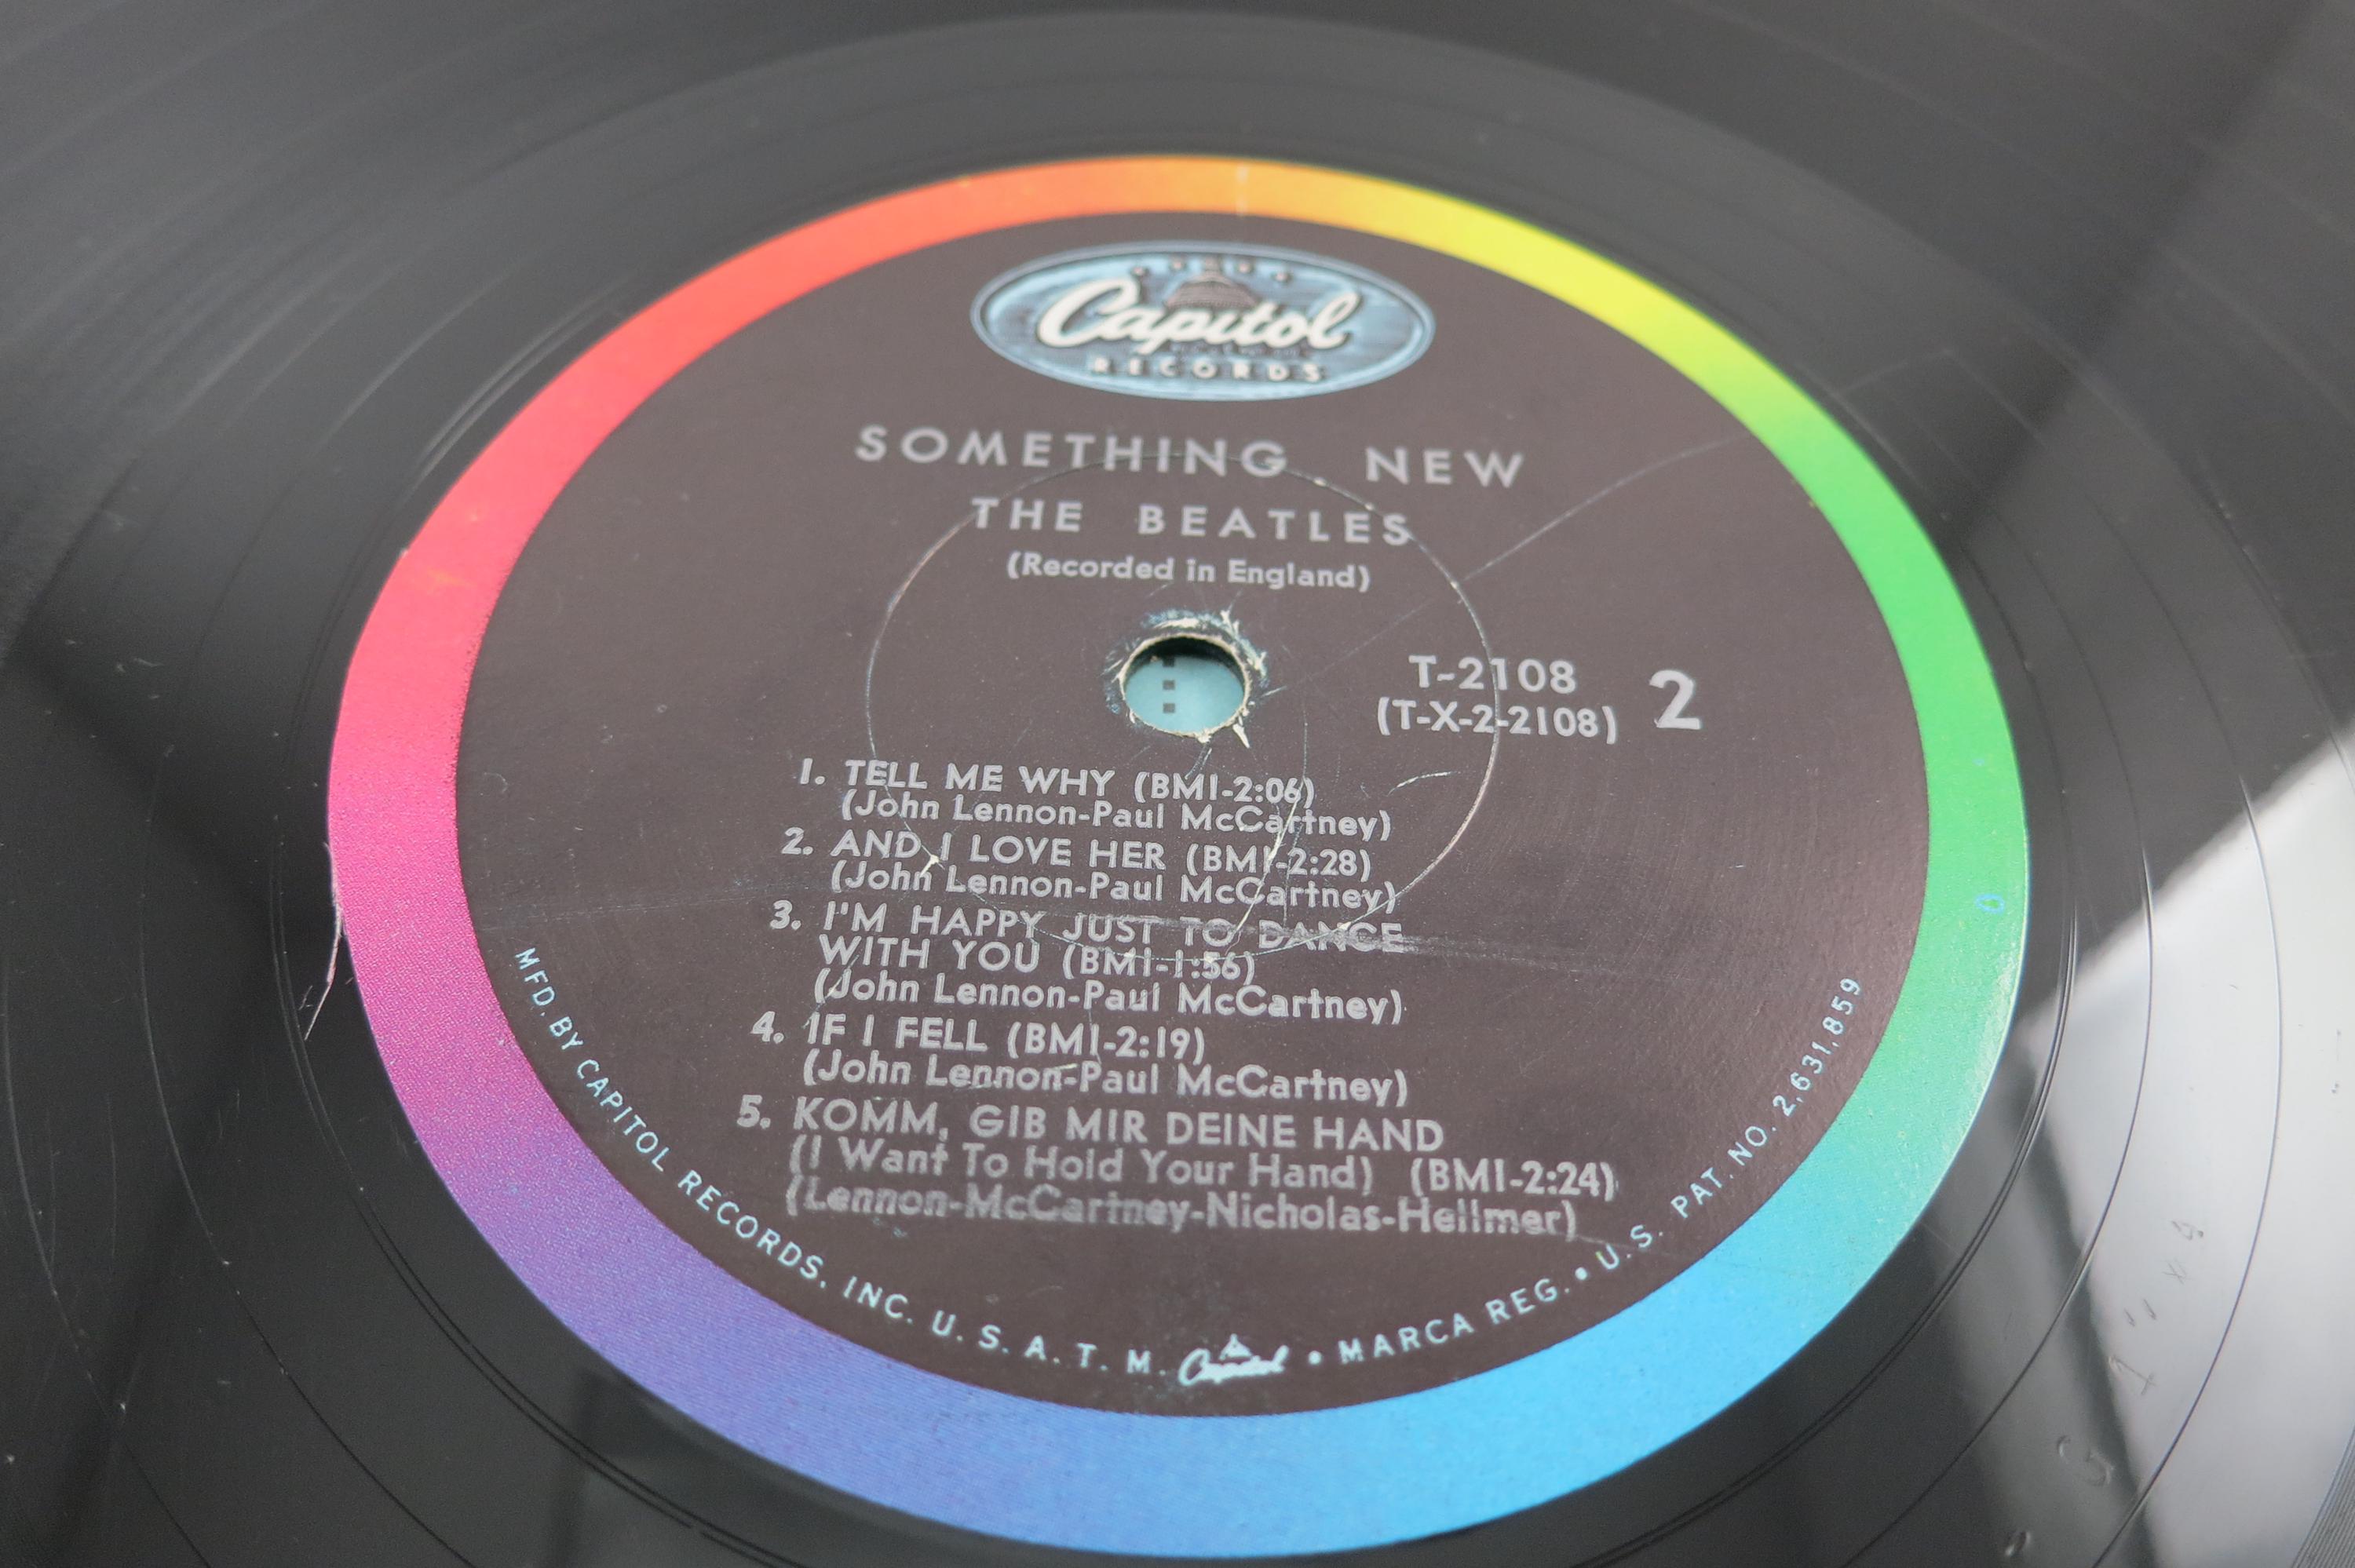 Capitol
RECORDS
SOMETHING NEW
THE BEATLES
(Recorded in England)
T-2108
(T-X-2-2108)
2
1. TELL ME WHY (BMI-2:06)
(John Lennon-Paul McCartney)
2. AND I LOVE HER (BMI-2:28)
(John Lennon-Paul McCartney)
3. I'M HAPPY JUST TO DANCE
WITH YOU (BMI-1:56)
(John Lennon-Paul McCartney)
4. IF I FELL (BMI-2:19)
(John Lennon-Paul McCartney)
5. KOMM, GIB MIR DEINE HAND
(I Want To Hold Your Hand) (BMI-2:24)
(Lennon-McCartney-Nicholas-Hellmer)
MFD. BY CAPITOL RECORDS, INC. U. S. A. T. M. Capitol • MARCA REG. • U. S. PAT. NO. 2,631,859